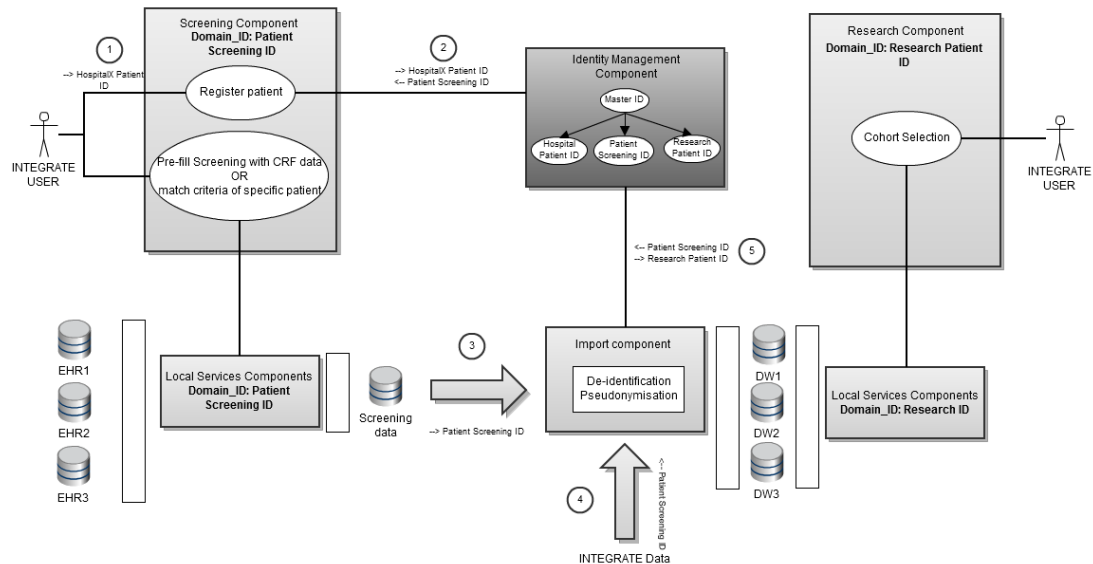 Screening Component
Domain_ID: Patient
Screening ID
1
--> HospitalX Patient
ID
Register patient
INTEGRATE
USER
Pre-fill Screening with CRF data
OR
match criteria of specific patient
2
--> HospitalX Patient ID
<-- Patient Screening ID
Identity Management
Component
Master ID
Hospital
Patient ID
Patient
Screening ID
Research
Patient ID
Research Component
Domain_ID: Research Patient
ID
Cohort Selection
INTEGRATE
USER
<-- Patient Screening ID
--> Research Patient ID
5
EHR1
EHR2
EHR3
Local Services Components
Domain_ID: Patient
Screening ID
Screening
data
3
--> Patient Screening ID
Import component
De-identification
Pseudonymisation
4
<-- Patient Screening ID
INTEGRATE Data
DW1
DW2
DW3
Local Services Components
Domain_ID: Research ID